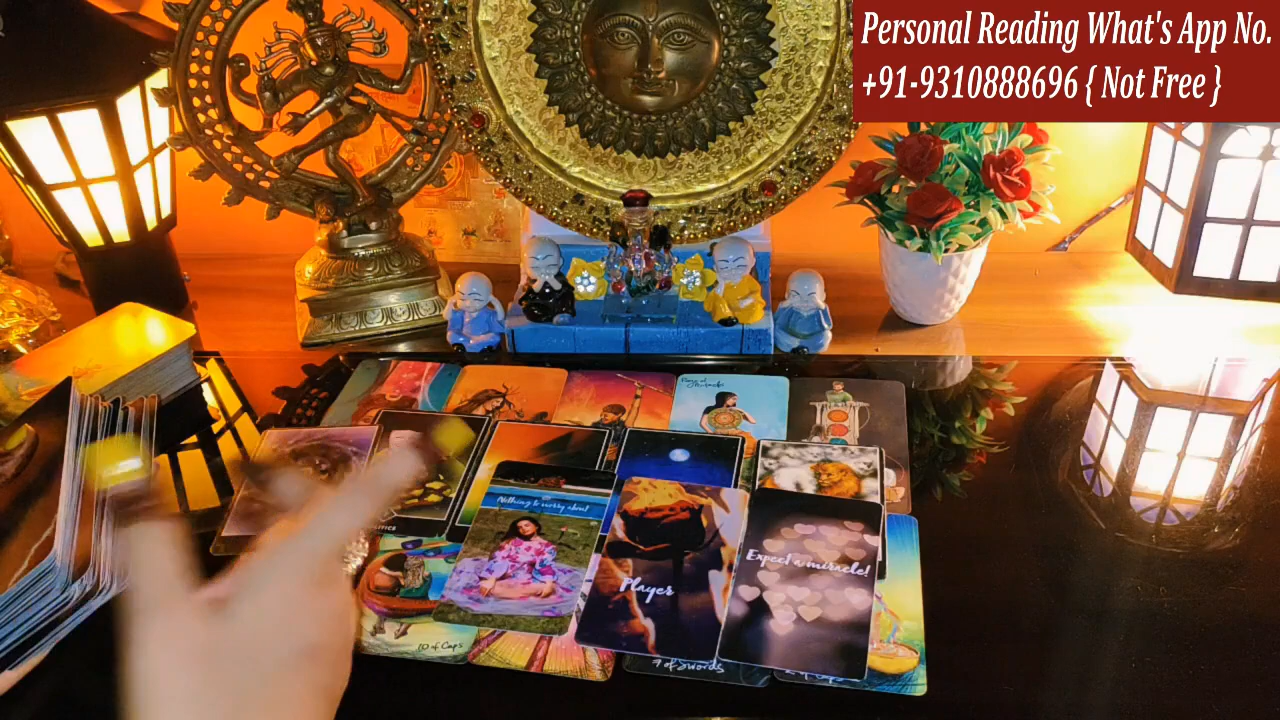 Personal Reading What's App No.
+91-9310888696 { Not Free }
Nothing to worry about
Expect a miracle!
Player
10 of Cups
9 of Swords